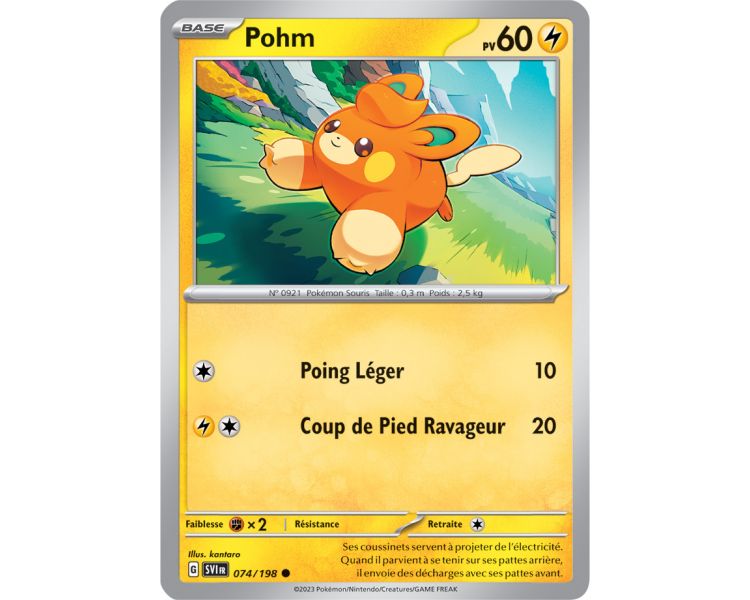 BASE
Pohm
PV 60
N° 0921 Pokémon Souris Taille : 0,3 m Poids : 2,5 kg
Poing Léger 10
Coup de Pied Ravageur 20
Faiblesse ×2 Résistance Retraite
Illus. kantaro
G SVI FR 074/198
Ses coussinets servent à projeter de l'électricité.
Quand il parvient à se tenir sur ses pattes arrière,
il envoie des décharges avec ses pattes avant.
©2023 Pokémon/Nintendo/Creatures/GAME FREAK